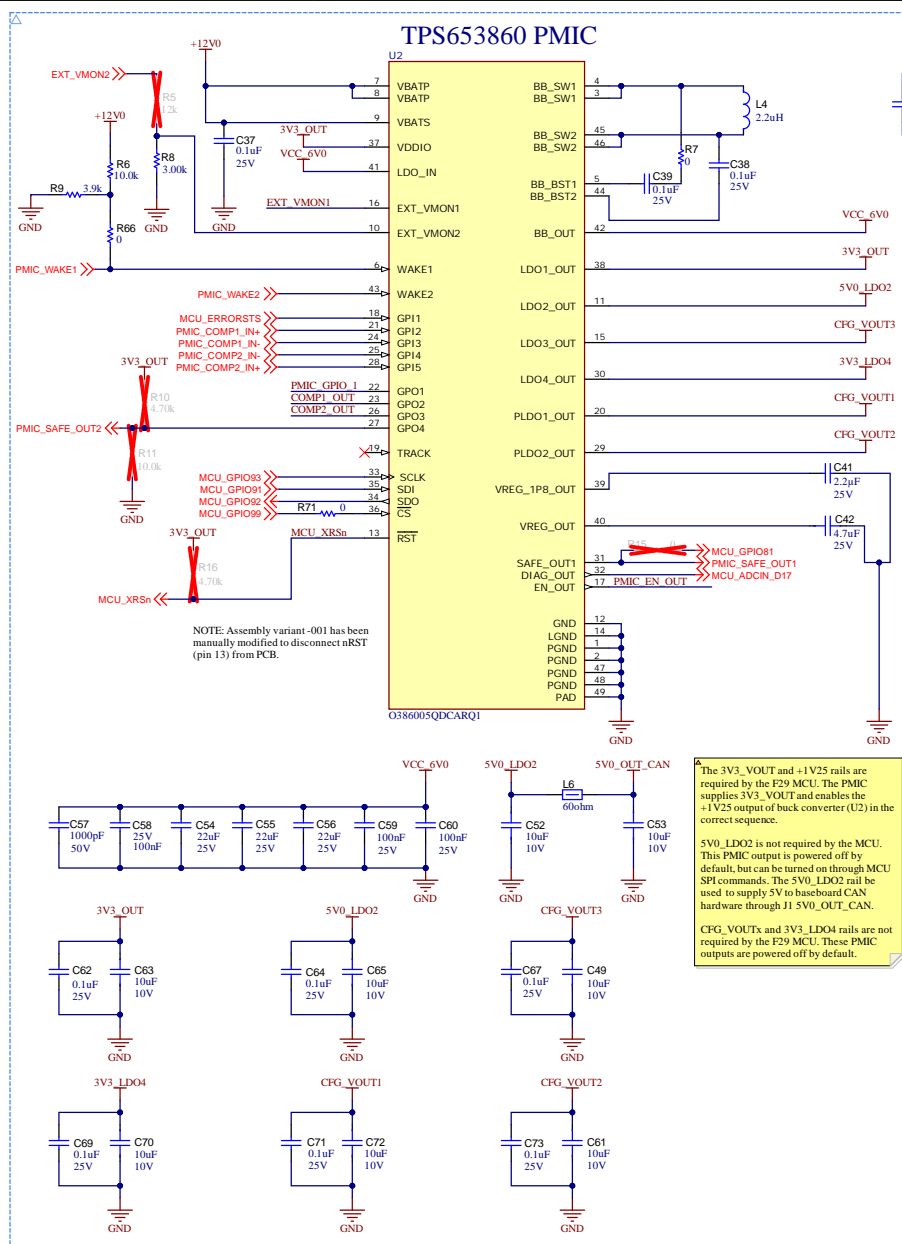 TPS653860 PMIC
U2
+12V0
EXT_VMON2
R5
12k
+12V0
R6
10.0k
R8
3.00k
R9
3.9k
GND
GND
GND
R66
0
C37
0.1uF
25V
3V3_OUT
VCC_6V0
EXT_VMON1
PMIC_WAKE1
PMIC_WAKE2
MCU_ERRORSTS
PMIC_COMP1_IN+
PMIC_COMP1_IN-
PMIC_COMP2_IN-
PMIC_COMP2_IN+
3V3_OUT
R10
4.70k
PMIC_GPIO_1
COMP1_OUT
COMP2_OUT
PMIC_SAFE_OUT2
R11
10.0k
GND
MCU_GPIO93
MCU_GPIO91
MCU_GPIO92
MCU_GPIO99
R71
0
3V3_OUT
MCU_XRSn
R16
4.70k
MCU_XRSn
NOTE: Assembly variant -001 has been
manually modified to disconnect nRST
(pin 13) from PCB.
7 VBATP
8 VBATP
9 VBATS
37 VDDIO
41 LDO_IN
16 EXT_VMON1
10 EXT_VMON2
6 WAKE1
43 WAKE2
18 GPI1
21 GPI2
24 GPI3
25 GPI4
28 GPI5
22 GPO1
23 GPO2
26 GPO3
27 GPO4
19 TRACK
33 SCLK
35 SDI
34 SDO
36 CS
13 RST
BB_SW1 4
BB_SW1 3
BB_SW2 45
BB_SW2 46
BB_BST1 5
BB_BST2 44
BB_OUT 42
LDO1_OUT 38
LDO2_OUT 11
LDO3_OUT 15
LDO4_OUT 30
PLDO1_OUT 20
PLDO2_OUT 29
VREG_1P8_OUT 39
VREG_OUT 40
SAFE_OUT1 31
DIAG_OUT 32
EN_OUT 17
GND 12
LGND 14
PGND 1
PGND 2
PGND 47
PGND 48
PAD 49
O386005QDCARQ1
L4
2.2uH
R7
0
C38
0.1uF
25V
C39
0.1uF
25V
VCC_6V0
3V3_OUT
5V0_LDO2
CFG_VOUT3
3V3_LDO4
CFG_VOUT1
CFG_VOUT2
C41
2.2µF
25V
C42
4.7uF
25V
R15 0
MCU_GPIO81
PMIC_SAFE_OUT1
MCU_ADCIN_D17
PMIC_EN_OUT
GND
GND
VCC_6V0
C57
1000pF
50V
C58
25V
100nF
C54
22uF
25V
C55
22uF
25V
C56
22uF
25V
C59
100nF
25V
C60
100nF
25V
GND
5V0_LDO2
5V0_OUT_CAN
L6
60ohm
C52
10uF
10V
C53
10uF
10V
GND
GND
The 3V3_VOUT and +1V25 rails are
required by the F29 MCU. The PMIC
supplies 3V3_VOUT and enables the
+1V25 output of buck converter (U2) in the
correct sequence.
5V0_LDO2 is not required by the MCU.
This PMIC output is powered off by
default, but can be turned on through MCU
SPI commands. The 5V0_LDO2 rail be
used to supply 5V to baseboard CAN
hardware through J1 5V0_OUT_CAN.
CFG_VOUTx and 3V3_LDO4 rails are not
required by the F29 MCU. These PMIC
outputs are powered off by default.
3V3_OUT
C62
0.1uF
25V
C63
10uF
10V
GND
5V0_LDO2
C64
0.1uF
25V
C65
10uF
10V
GND
CFG_VOUT3
C67
0.1uF
25V
C49
10uF
10V
GND
3V3_LDO4
C69
0.1uF
25V
C70
10uF
10V
GND
CFG_VOUT1
C71
0.1uF
25V
C72
10uF
10V
GND
CFG_VOUT2
C73
0.1uF
25V
C61
10uF
10V
GND